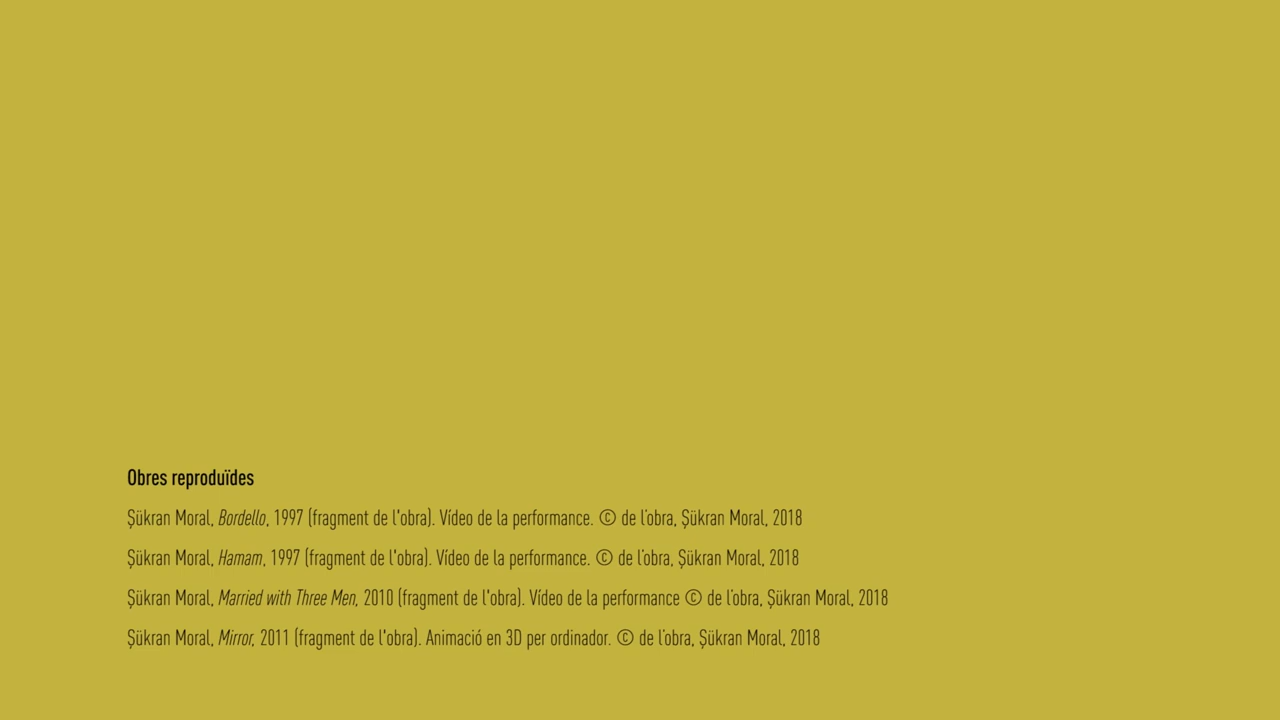 Obres reproduïdes
Şükran Moral, Bordello, 1997 (fragment de l'obra). Vídeo de la performance. © de l'obra, Şükran Moral, 2018
Şükran Moral, Hamam, 1997 (fragment de l'obra). Vídeo de la performance. © de l'obra, Şükran Moral, 2018
Şükran Moral, Married with Three Men, 2010 (fragment de l'obra). Vídeo de la performance © de l'obra, Şükran Moral, 2018
Şükran Moral, Mirror, 2011 (fragment de l'obra). Animació en 3D per ordinador. © de l'obra, Şükran Moral, 2018